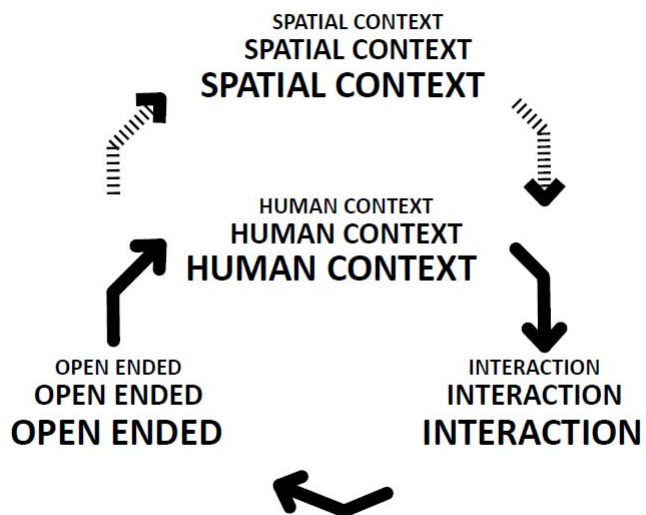 SPATIAL CONTEXT
SPATIAL CONTEXT
SPATIAL CONTEXT
HUMAN CONTEXT
HUMAN CONTEXT
HUMAN CONTEXT
OPEN ENDED
OPEN ENDED
OPEN ENDED
INTERACTION
INTERACTION
INTERACTION